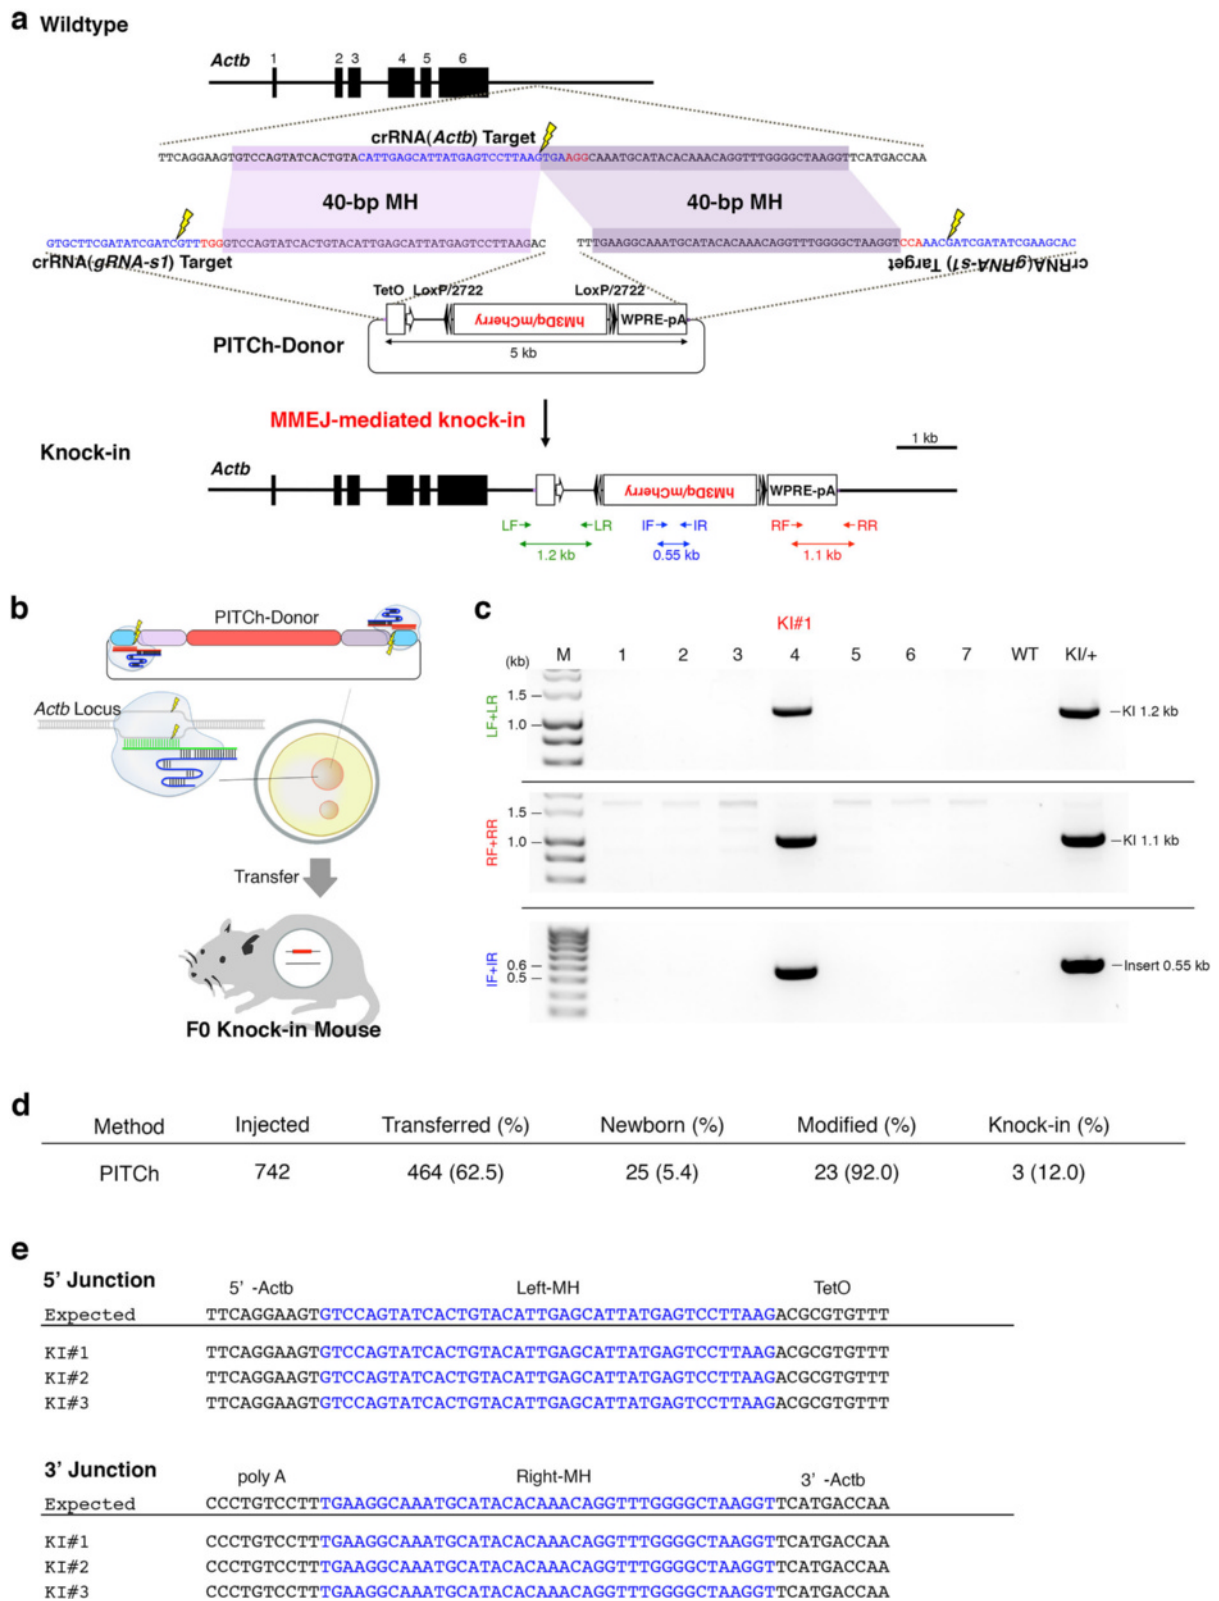 a Wildtype
Actb 1 2 3 4 5 6
crRNA(Actb) Target
TTCAGGAAGTGTCCAGTATCACTGTACATTGAGCATTATGAGTCCTTAAGTGAAGGCAAATGCATACACAAACAGGTTTGGGGCTAAGGTTCATGACCAA
40-bp MH 40-bp MH
GTGCTTCGATATCGATCGTTTGGGTCCAGTATCACTGTACATTGAGCATTATGAGTCCTTAAGAC
TTTGAAGGCAAATGCATACACAAACAGGTTTGGGGCTAAGGTCCAAACGATCGATATCGAAGCAC
crRNA(gRNA-s1) Target crRNA(gRNA-s1) Target
TetO LoxP/2722 LoxP/2722
hM3Dq/mCherry WPRE-pA
PITCh-Donor
5 kb
MMEJ-mediated knock-in
Knock-in
1 kb
Actb
hM3Dq/mCherry WPRE-pA
LF LR IF IR RF RR
1.2 kb 0.55 kb 1.1 kb
b
PITCh-Donor
Actb Locus
Transfer
F0 Knock-in Mouse
c
KI#1
(kb) M 1 2 3 4 5 6 7 WT KI/+
LF+LR
1.5
1.0
KI 1.2 kb
RF+RR
1.5
1.0
KI 1.1 kb
IF+IR
0.6
0.5
Insert 0.55 kb
d
Method Injected Transferred (%) Newborn (%) Modified (%) Knock-in (%)
PITCh 742 464 (62.5) 25 (5.4) 23 (92.0) 3 (12.0)
e
5' Junction
5' -Actb Left-MH TetO
Expected TTCAGGAAGTGTCCAGTATCACTGTACATTGAGCATTATGAGTCCTTAAGACGCGTGTTT
KI#1 TTCAGGAAGTGTCCAGTATCACTGTACATTGAGCATTATGAGTCCTTAAGACGCGTGTTT
KI#2 TTCAGGAAGTGTCCAGTATCACTGTACATTGAGCATTATGAGTCCTTAAGACGCGTGTTT
KI#3 TTCAGGAAGTGTCCAGTATCACTGTACATTGAGCATTATGAGTCCTTAAGACGCGTGTTT
3' Junction
poly A Right-MH 3' -Actb
Expected CCCTGTCCTTTGAAGGCAAATGCATACACAAACAGGTTTGGGGCTAAGGTTCATGACCAA
KI#1 CCCTGTCCTTTGAAGGCAAATGCATACACAAACAGGTTTGGGGCTAAGGTTCATGACCAA
KI#2 CCCTGTCCTTTGAAGGCAAATGCATACACAAACAGGTTTGGGGCTAAGGTTCATGACCAA
KI#3 CCCTGTCCTTTGAAGGCAAATGCATACACAAACAGGTTTGGGGCTAAGGTTCATGACCAA